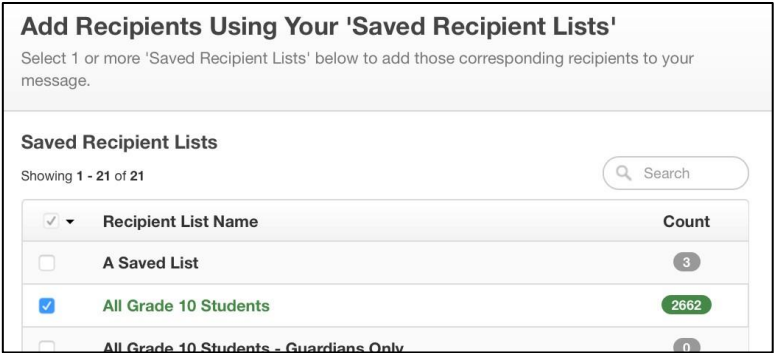 Add Recipients Using Your 'Saved Recipient Lists'
Select 1 or more 'Saved Recipient Lists' below to add those corresponding recipients to your
message.
Saved Recipient Lists
Showing 1 - 21 of 21
Search
Recipient List Name Count
A Saved List 3
All Grade 10 Students 2662
All Grade 10 Students - Guardians Only 0